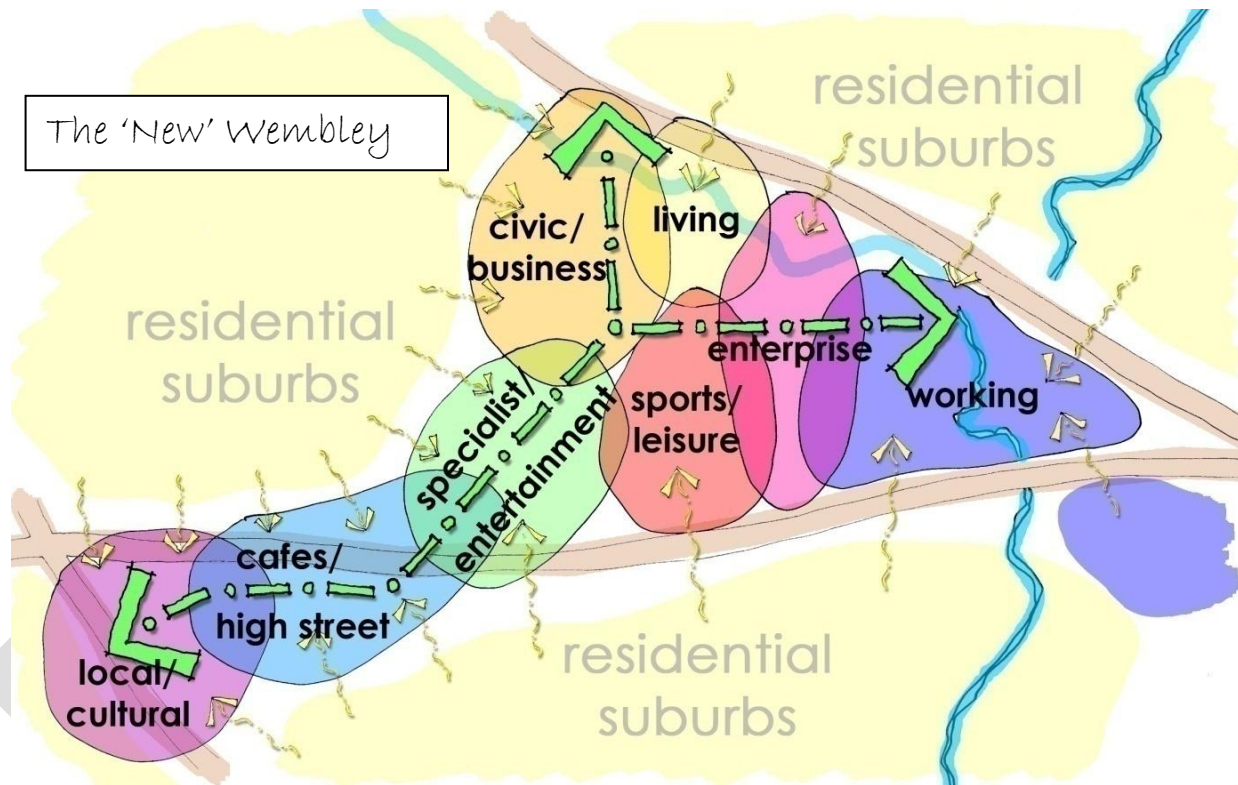 The 'New' Wembley
residential
suburbs
civic/
business
living
residential
suburbs
enterprise
working
specialist/
entertainment
sports/
leisure
cafes/
high street
local/
cultural
residential
suburbs